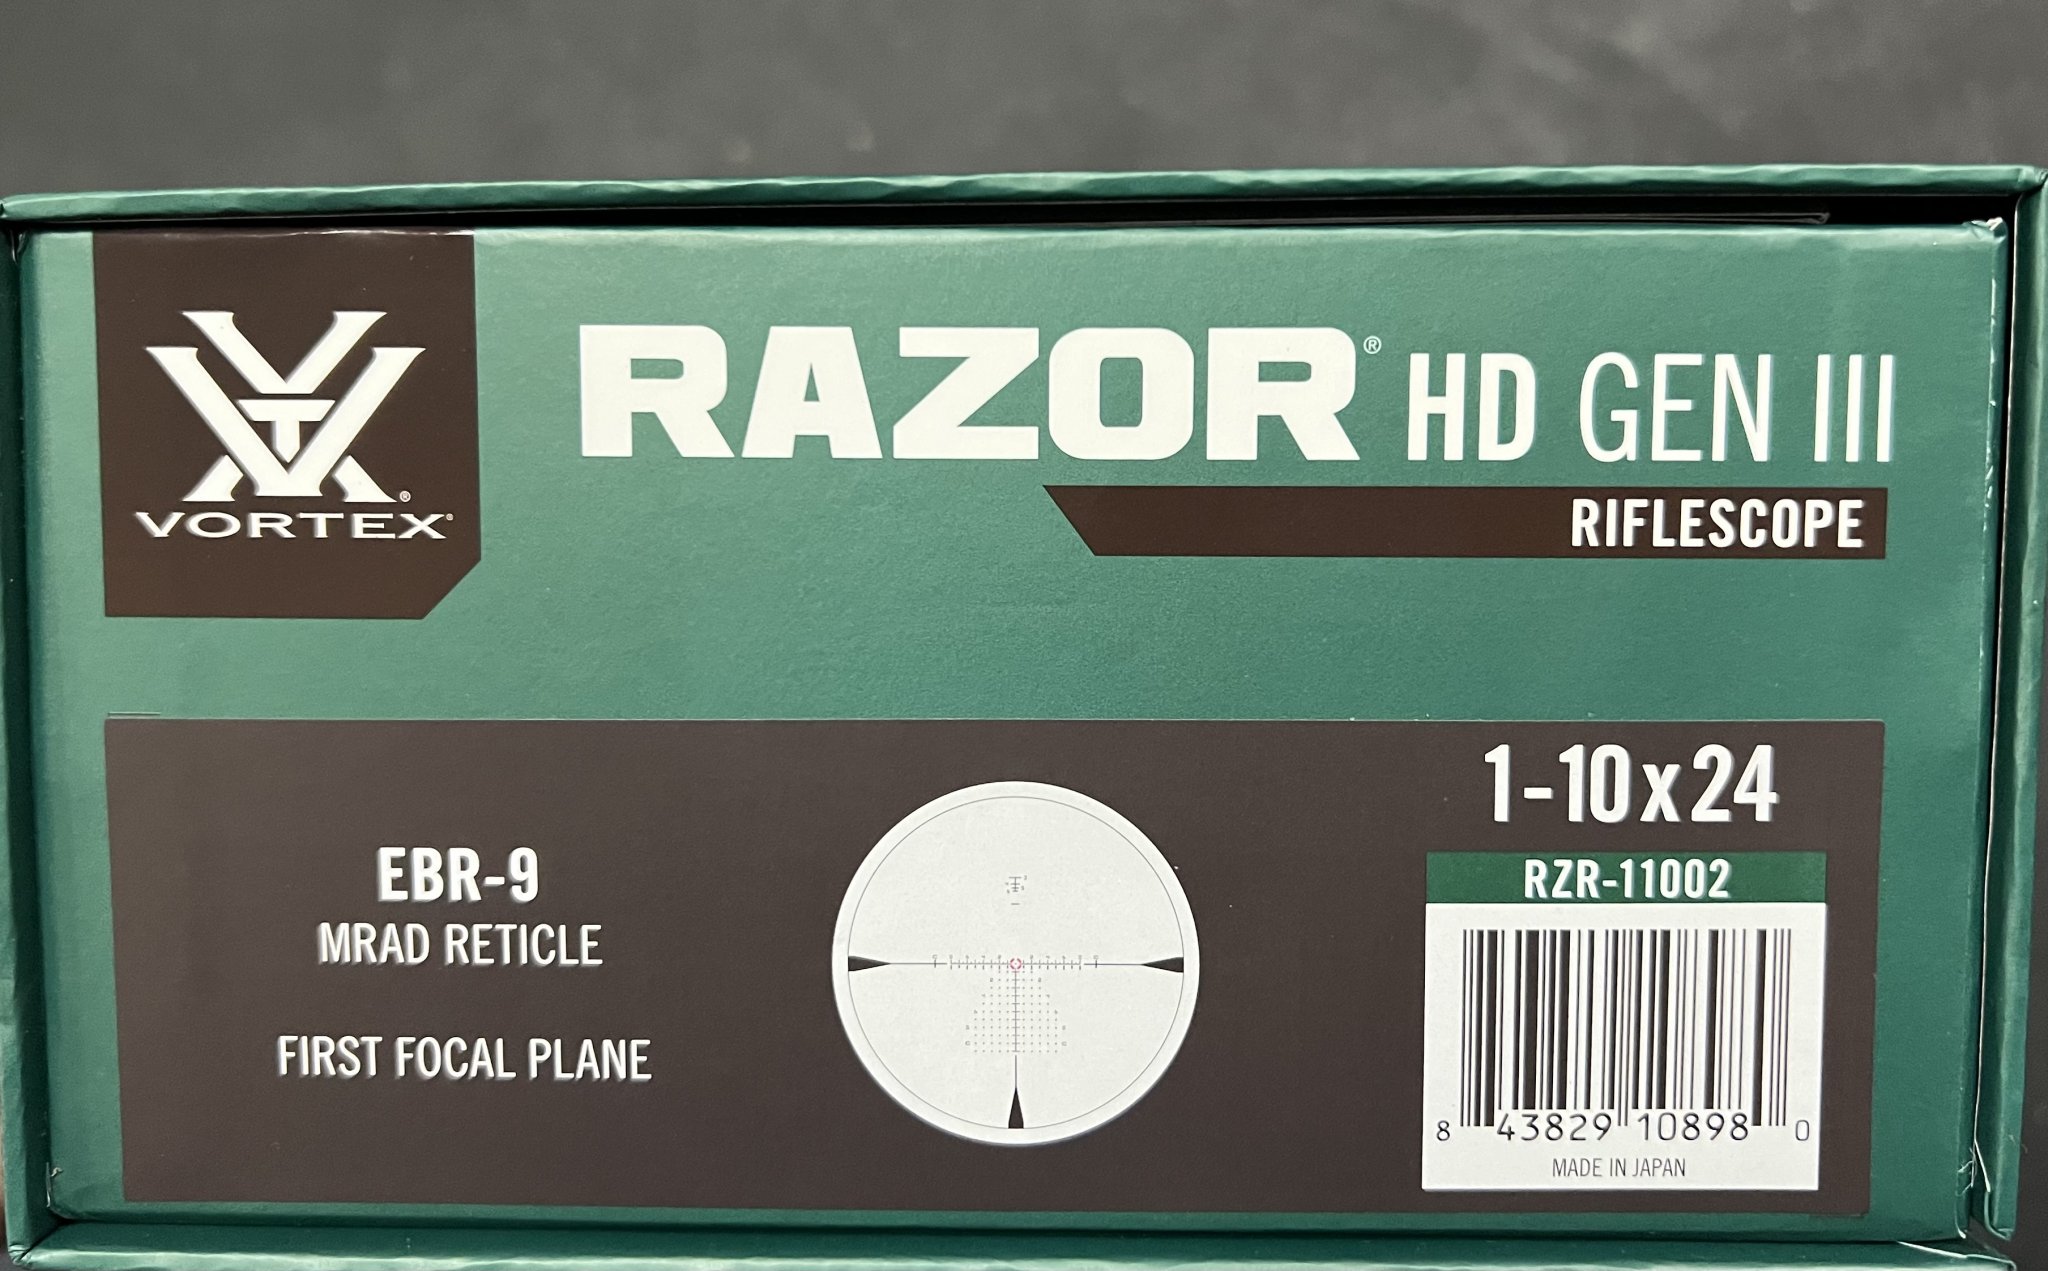 VORTEX®
RAZOR® HD GEN III
RIFLESCOPE
EBR-9
MRAD RETICLE
FIRST FOCAL PLANE
1-10x24
RZR-11002
8 43829 10898 0
MADE IN JAPAN